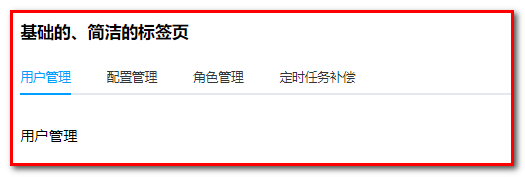 基础的、简洁的标签页
用户管理 配置管理 角色管理 定时任务补偿
用户管理